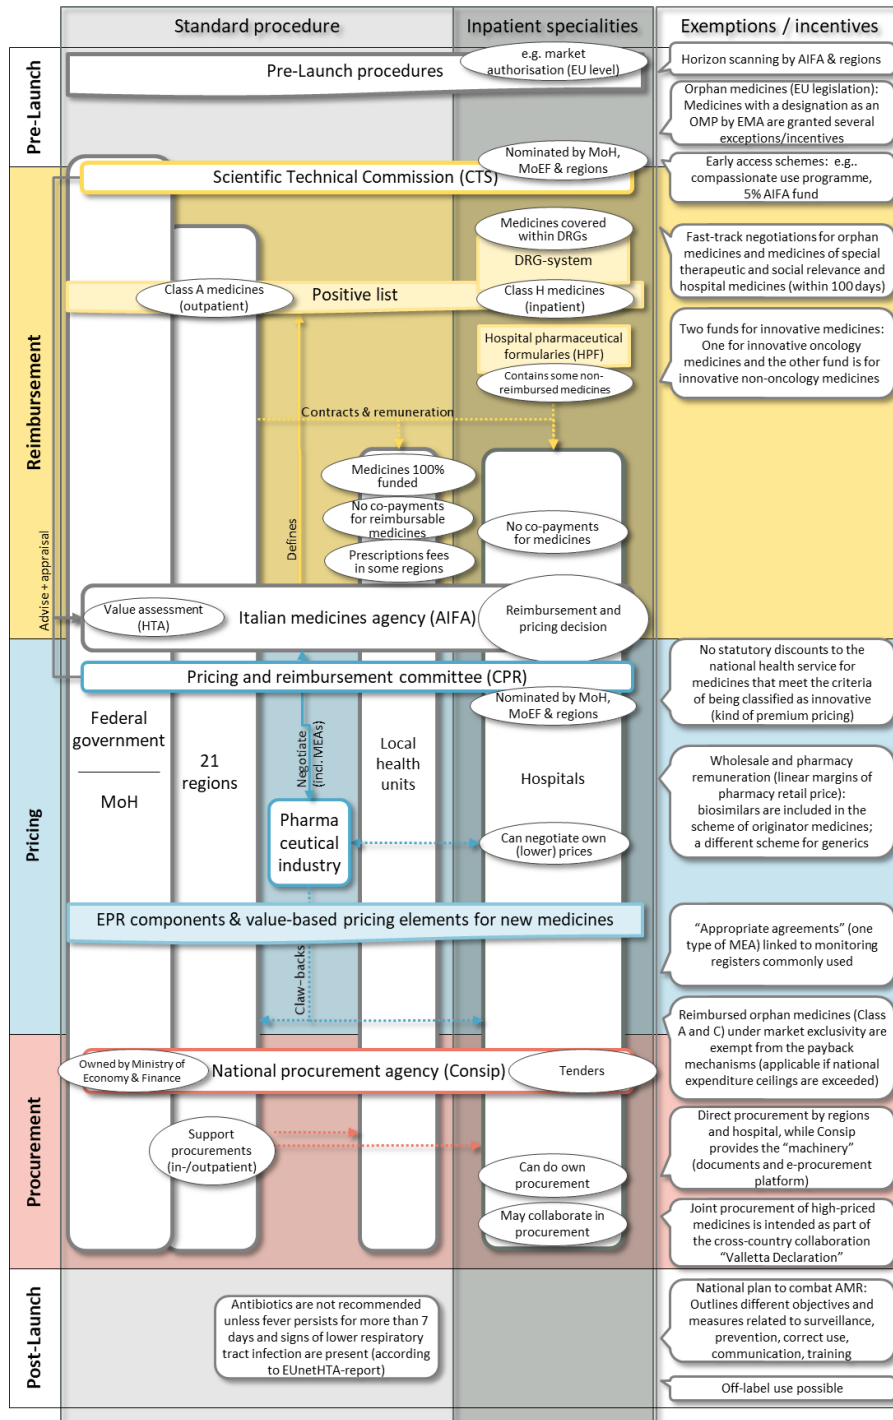 Standard procedure
Inpatient specialities
Exemptions / incentives
Pre-Launch
Pre-Launch procedures
e.g. market
authorisation (EU level)
Horizon scanning by AIFA & regions
Orphan medicines (EU legislation):
Medicines with a designation as an
OMP by EMA are granted several
exceptions/incentives
Reimbursement
Scientific Technical Commission (CTS)
Nominated by MoH,
MoEF & regions
Early access schemes:  e.g..
compassionate use programme,
5% AIFA fund
Medicines covered
within DRGs
DRG-system
Fast-track negotiations for orphan
medicines and medicines of special
therapeutic and social relevance and
hospital medicines (within 100 days)
Class A medicines
(outpatient)
Positive list
Class H medicines
(inpatient)
Hospital pharmaceutical
formularies (HPF)
Contains some non-
reimbursed medicines
Two funds for innovative medicines:
One for innovative oncology
medicines and the other fund is for
innovative non-oncology medicines
Contracts & remuneration
Medicines 100%
funded
No co-payments
for reimbursable
medicines
Prescriptions fees
in some regions
No co-payments
for medicines
Defines
Advise + appraisal
Value assessment
(HTA)
Italian medicines agency (AIFA)
Reimbursement and
pricing decision
Pricing
Pricing and reimbursement committee (CPR)
Nominated by MoH,
MoEF & regions
No statutory discounts to the
national health service for
medicines that meet the criteria
of being classified as innovative
(kind of premium pricing)
Federal
government
MoH
21
regions
Negotiate
(incl. MEAs)
Local
health
units
Hospitals
Wholesale and pharmacy
remuneration (linear margins of
pharmacy retail price):
biosimilars are included in the
scheme of originator medicines;
a different scheme for generics
Pharma
ceutical
industry
Can negotiate own
(lower) prices
EPR components & value-based pricing elements for new medicines
Claw-backs
“Appropriate agreements” (one
type of MEA) linked to monitoring
registers commonly used
Reimbursed orphan medicines (Class
A and C) under market exclusivity are
exempt from the payback
mechanisms (applicable if national
expenditure ceilings are exceeded)
Procurement
Owned by Ministry of
Economy & Finance
National procurement agency (Consip)
Tenders
Support
procurements
(in-/outpatient)
Can do own
procurement
May collaborate in
procurement
Direct procurement by regions
and hospital, while Consip
provides the “machinery”
(documents and e-procurement
platform)
Joint procurement of high-priced
medicines is intended as part of
the cross-country collaboration
“Valletta Declaration”
Post-Launch
Antibiotics are not recommended
unless fever persists for more than 7
days and signs of lower respiratory
tract infection are present (according
to EUnetHTA-report)
National plan to combat AMR:
Outlines different objectives and
measures related to surveillance,
prevention, correct use,
communication, training
Off-label use possible